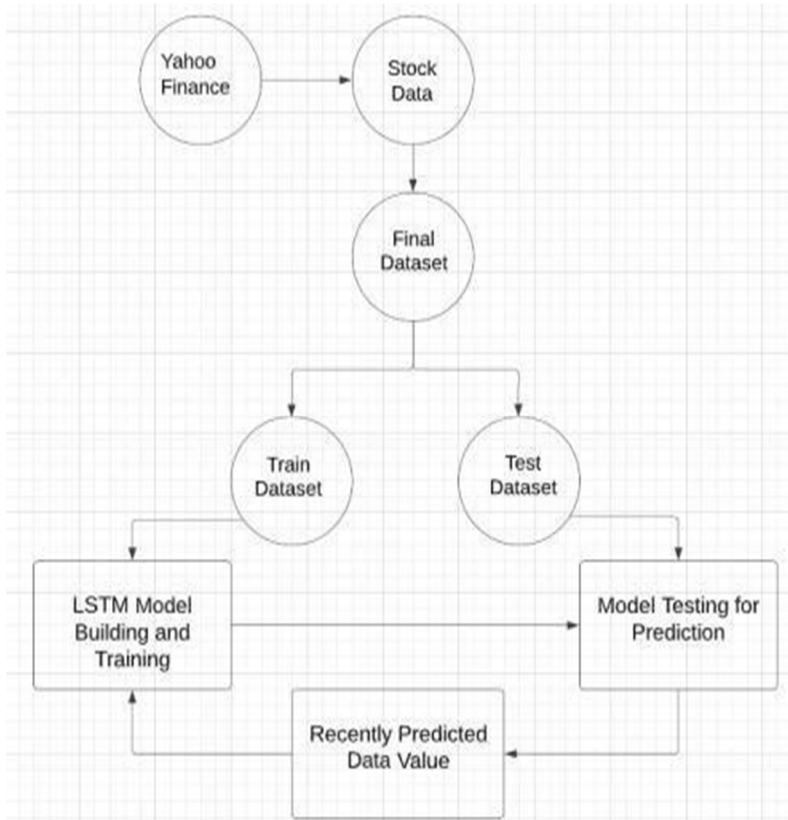 Yahoo
Finance
Stock
Data
Final
Dataset
Train
Dataset
Test
Dataset
LSTM Model
Building and
Training
Model Testing for
Prediction
Recently Predicted
Data Value